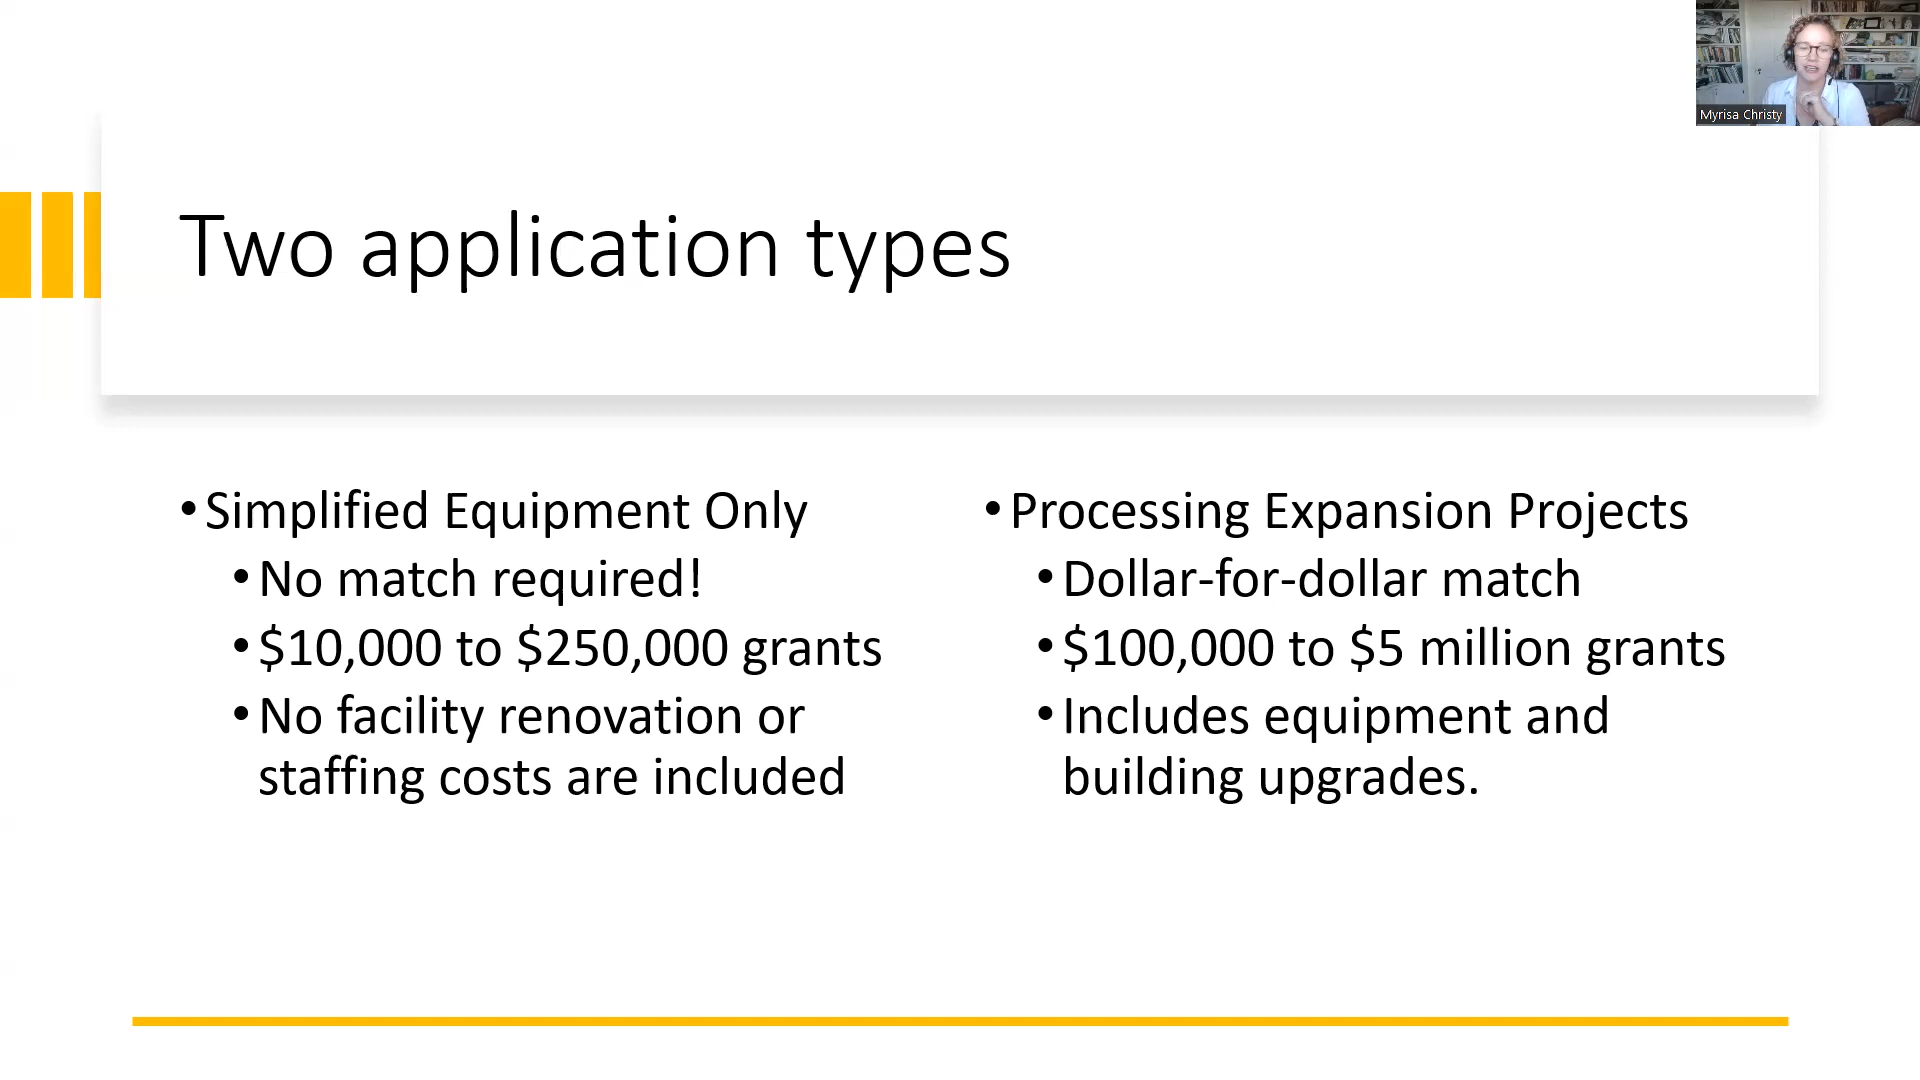 Myrisa Christy
Two application types
• Simplified Equipment Only
• No match required!
• $10,000 to $250,000 grants
• No facility renovation or
staffing costs are included
• Processing Expansion Projects
• Dollar-for-dollar match
• $100,000 to $5 million grants
• Includes equipment and
building upgrades.